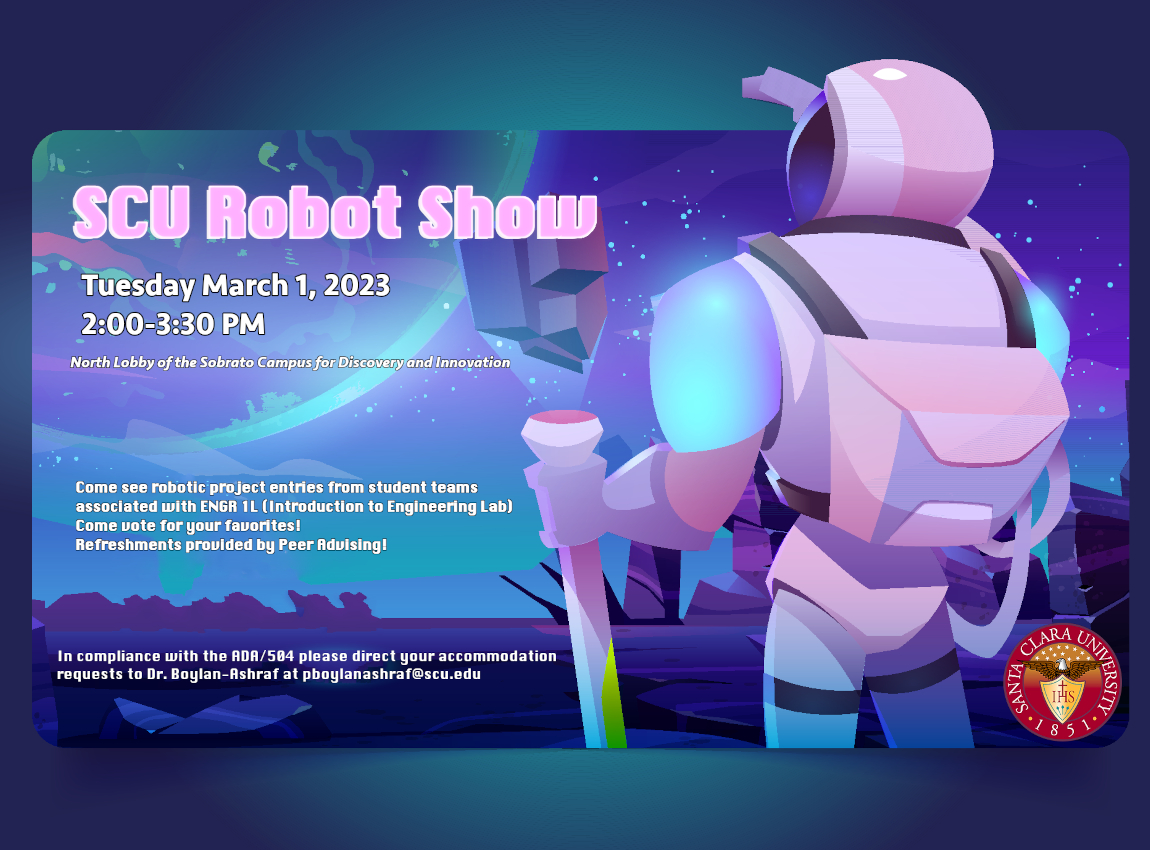 SCU Robot Show
Tuesday March 1, 2023
2:00-3:30 PM
North Lobby of the Sobrato Campus for Discovery and Innovation
Come see robotic project entries from student teams
associated with ENGR 1L (Introduction to Engineering Lab)
Come vote for your favorites!
Refreshments provided by Peer Advising!
In compliance with the ADA/504 please direct your accommodation
requests to Dr. Boylan-Ashraf at pboylanashraf@scu.edu
SANTA CLARA UNIVERSITY
IHS
1851